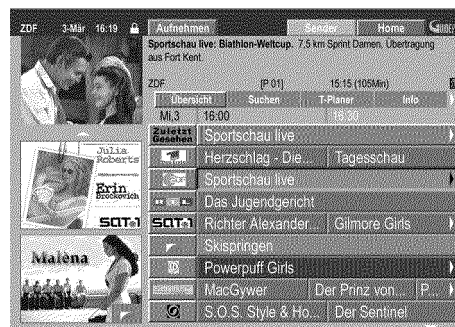 ZDF 3-Mär 16:19 Aufnehmen Sender Home
Sportschau live: Biathlon-Weltcup. 7,5 km Sprint Damen, Übertragung
aus Fort Kent
ZDF [P 01] 15:15 (105Min)
Übersicht Suchen T-Planer Info
Mi,3 16:00 16:30
Zuletzt Gesehen Sportschau live
Herzschlag - Die... Tagesschau
Sportschau live
Das Jugendgericht
SAT•1 Richter Alexander... Gilmore Girls
Skispringen
Powerpuff Girls
MacGywer Der Prinz von... P...
S.O.S. Style & Ho... Der Sentinel
Julia
Roberts
Erin
Brockovich
SAT•1
Malèna